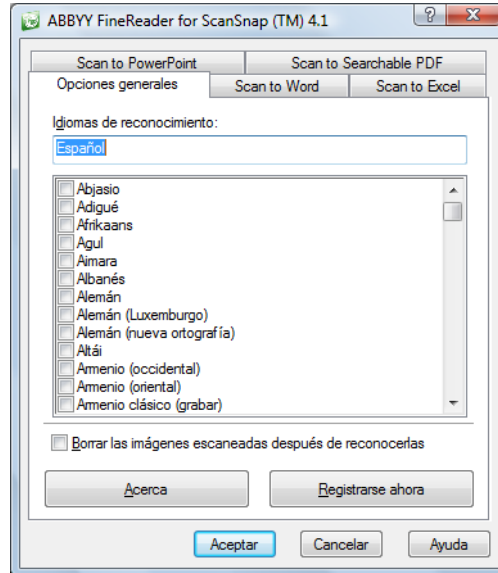 ABBYY FineReader for ScanSnap (TM) 4.1
Scan to PowerPoint
Scan to Searchable PDF
Opciones generales
Scan to Word
Scan to Excel
Idiomas de reconocimiento:
Español
Abjasio
Adigué
Afrikaans
Agul
Aimara
Albanés
Alemán
Alemán (Luxemburgo)
Alemán (nueva ortografía)
Altái
Armenio (occidental)
Armenio (oriental)
Armenio clásico (grabar)
Borrar las imágenes escaneadas después de reconocerlas
Acerca
Registrarse ahora
Aceptar
Cancelar
Ayuda